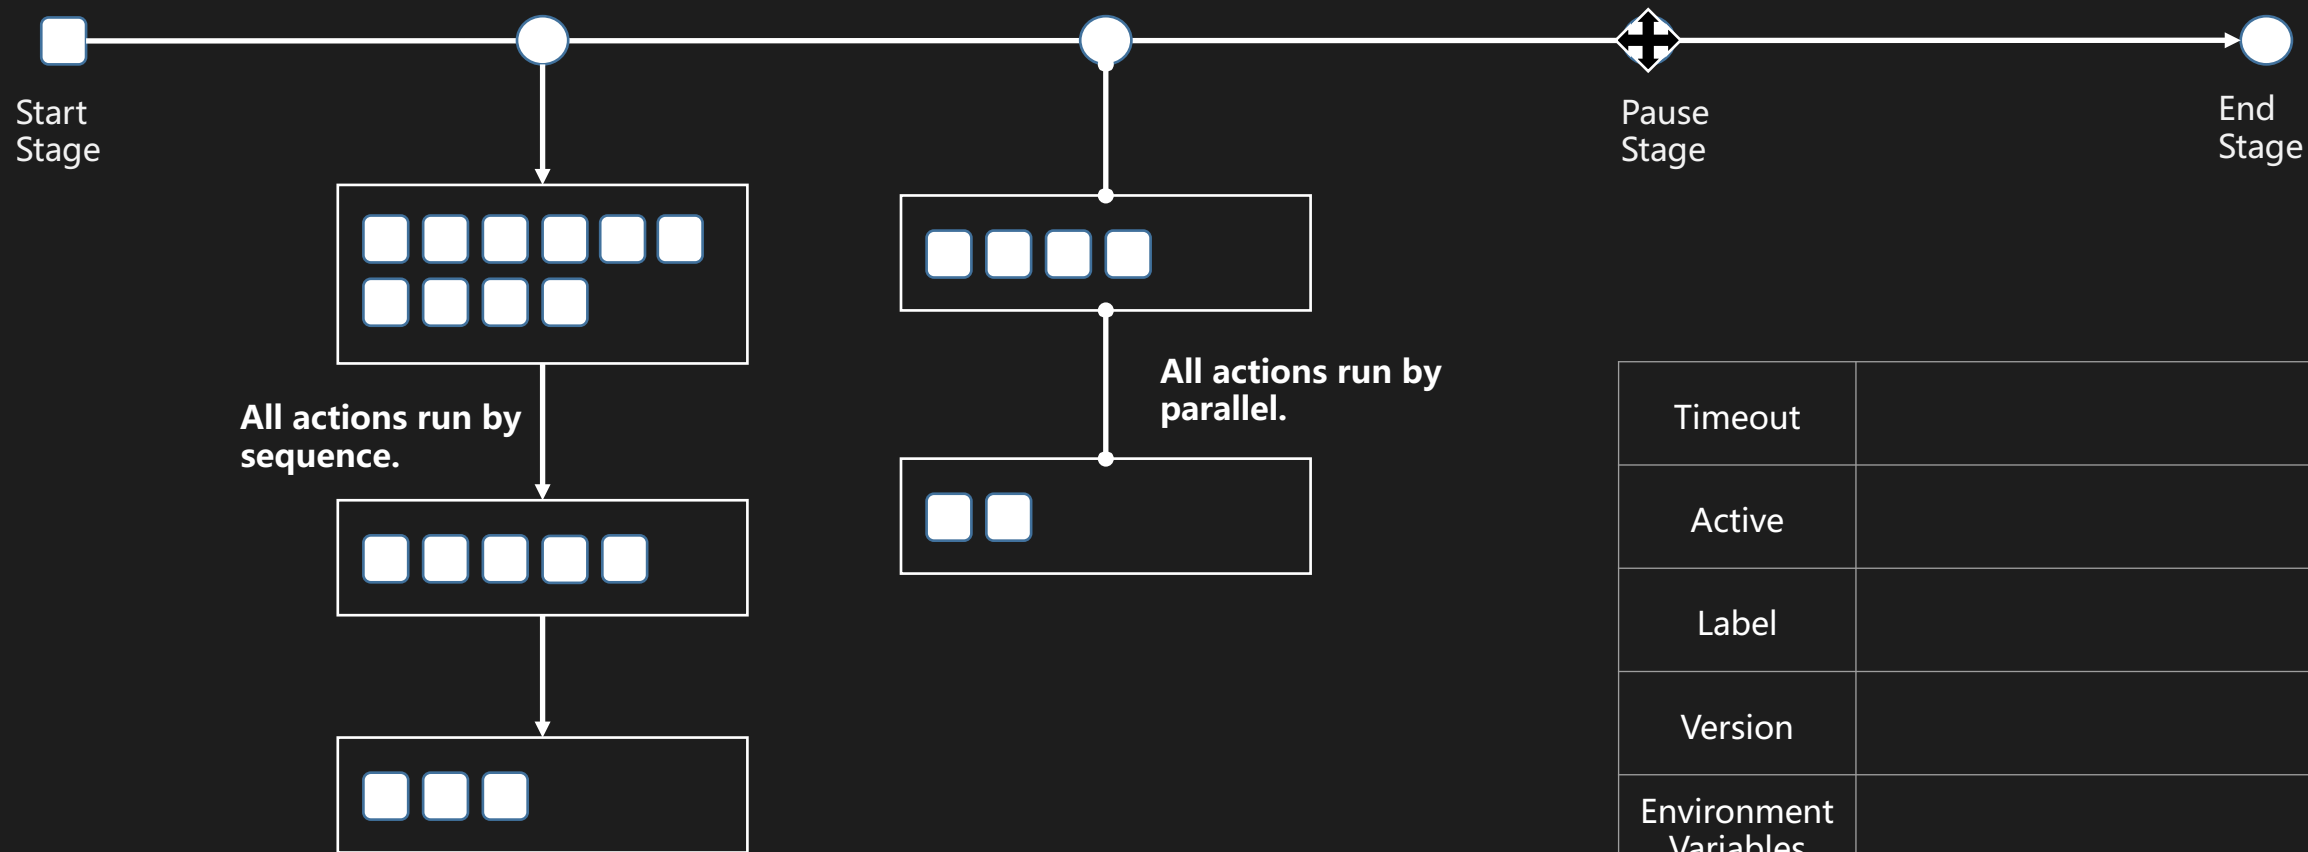 Start
Stage
Pause
Stage
End
Stage
All actions run by
sequence.
All actions run by
parallel.
Timeout
Active
Label
Version
Environment
Variables